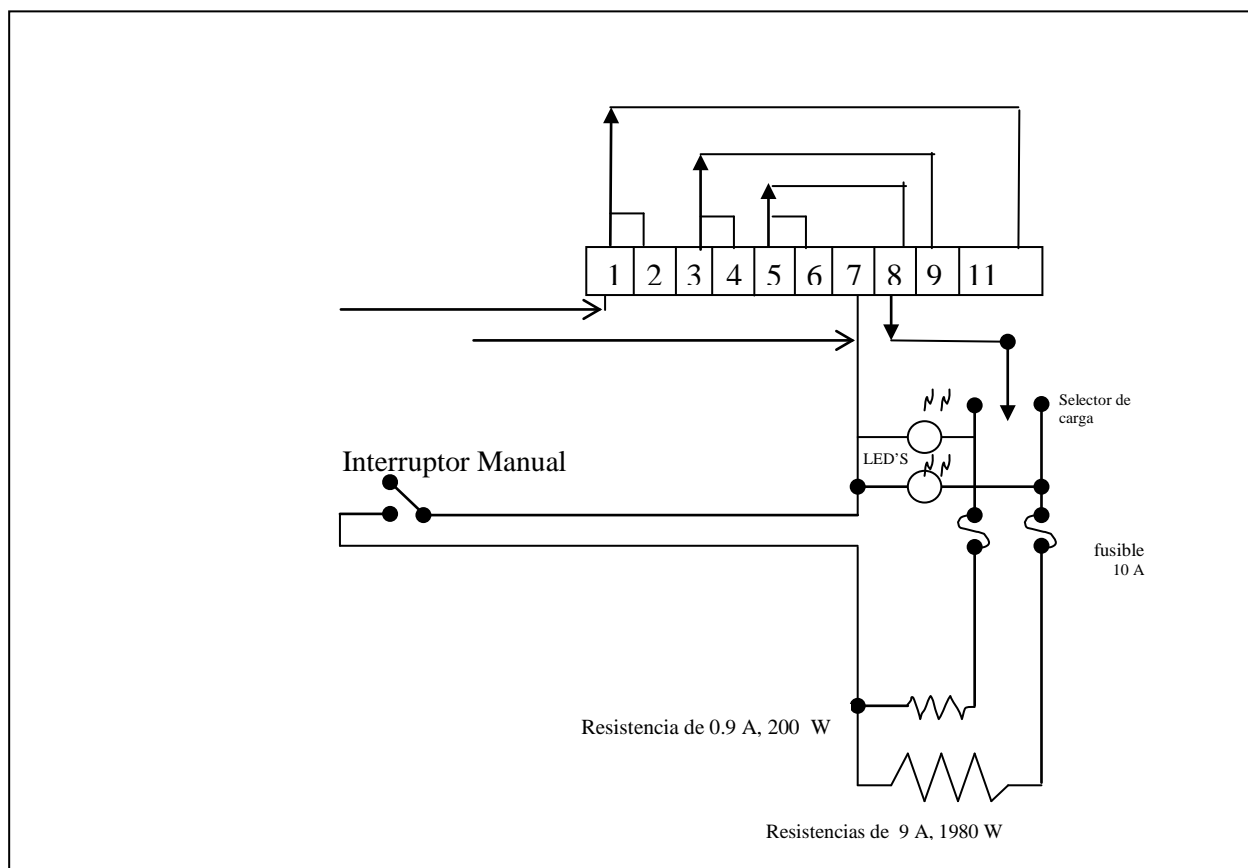 1 2 3 4 5 6 7 8 9 11
Selector de
carga
LED'S
Interruptor Manual
fusible
10 A
Resistencia de 0.9 A, 200 W
Resistencias de 9 A, 1980 W